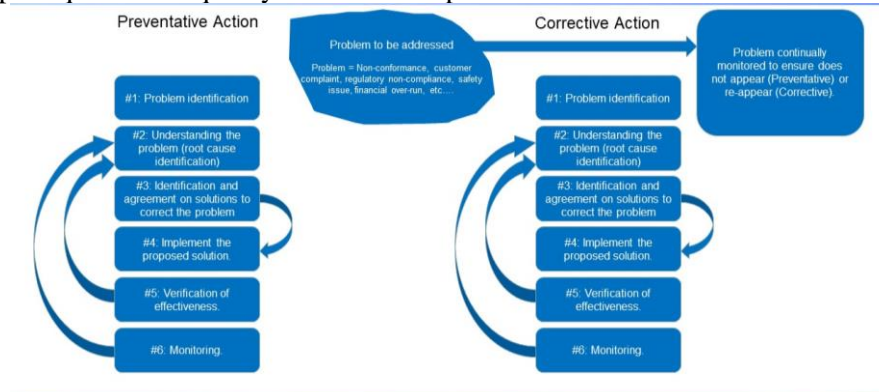 Preventative Action
Corrective Action
Problem to be addressed
Problem = Non-conformance, customer
complaint, regulatory non-compliance, safety
issue, financial over-run, etc....
Problem continually
monitored to ensure does
not appear (Preventative) or
re-appear (Corrective).
#1: Problem identification
#2: Understanding the
problem (root cause
identification)
#3: Identification and
agreement on solutions to
correct the problem
#4: Implement the
proposed solution.
#5: Verification of
effectiveness.
#6: Monitoring.
#1: Problem identification
#2: Understanding the
problem (root cause
identification)
#3: Identification and
agreement on solutions to
correct the problem
#4: Implement the
proposed solution.
#5: Verification of
effectiveness.
#6: Monitoring.